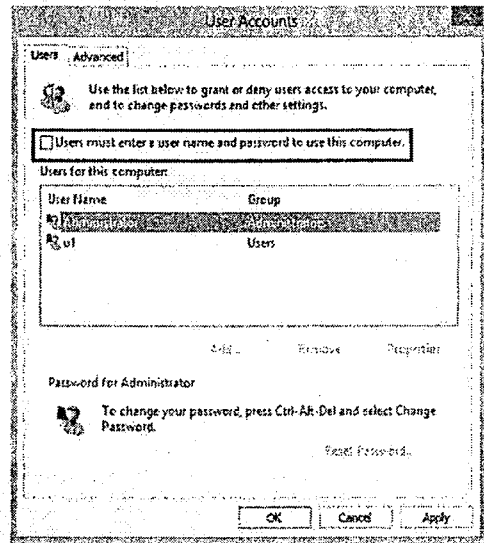 User Accounts
Users Advanced
Use the list below to grant or deny users access to your computer,
and to change passwords and other settings.
Users must enter a user name and password to use this computer.
Users for this computer:
User Name Group
Administrator Administrators
u1 Users
Add... Remove Properties
Password for Administrator
To change your password, press Ctrl-Alt-Del and select Change
Password.
Reset Password...
OK Cancel Apply